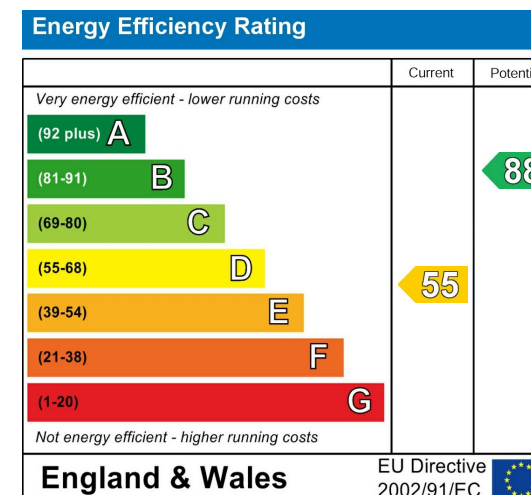 Energy Efficiency Rating
Current Potenti
Very energy efficient - lower running costs
(92 plus) A
(81-91) B
88
(69-80) C
(55-68) D
55
(39-54) E
(21-38) F
(1-20) G
Not energy efficient - higher running costs
England & Wales
EU Directive
2002/91/EC